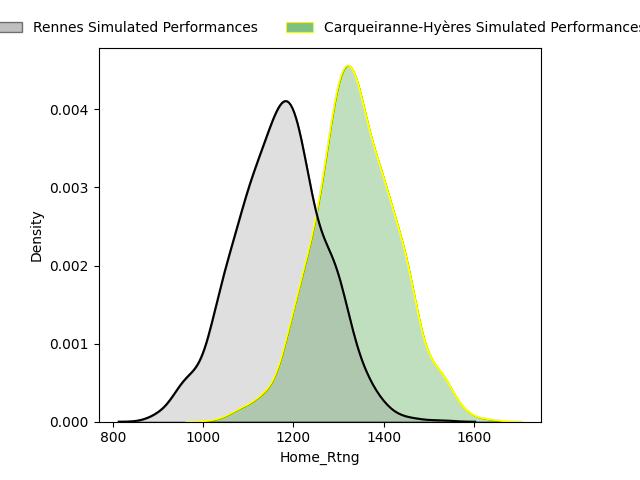 Rennes Simulated Performances
Carqueiranne-Hyères Simulated Performances
0.004
0.003
0.002
0.001
0.000
Density
800 1000 1200 1400 1600
Home_Rtng